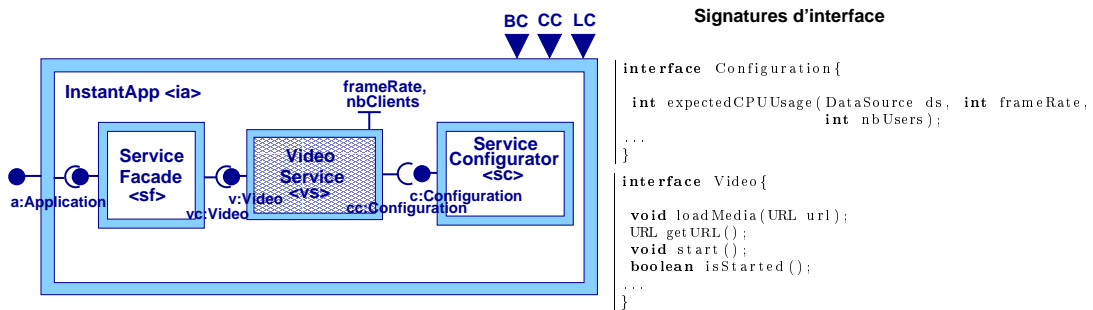 BC CC LC
Signatures d'interface
InstantApp <ia>
frameRate,
nbClients
Service
Facade
<sf>
Video
Service
<vs>
Service
Configurator
<sc>
a:Application
vc:Video
v:Video
cc:Configuration
c:Configuration
interface Configuration{
int expectedCPUUsage(DataSource ds, int frameRate,
int nbUsers);
...
}
interface Video{
void loadMedia(URL url);
URL getURL();
void start();
boolean isStarted();
...
}